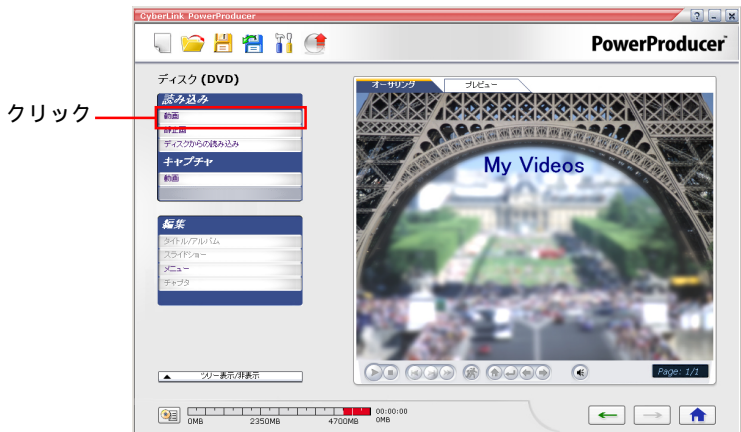 CyberLink PowerProducer
PowerProducer
ディスク (DVD)
読み込み
クリック
動画
静止画
ディスクからの読み込み
キャプチャ
動画
編集
タイトル/アルバム
スライドショー
メニュー
チャプタ
ツリー表示/非表示
オーサリング
プレビュー
My Videos
Page: 1/1
0MB
2350MB
4700MB
00:00:00
0MB